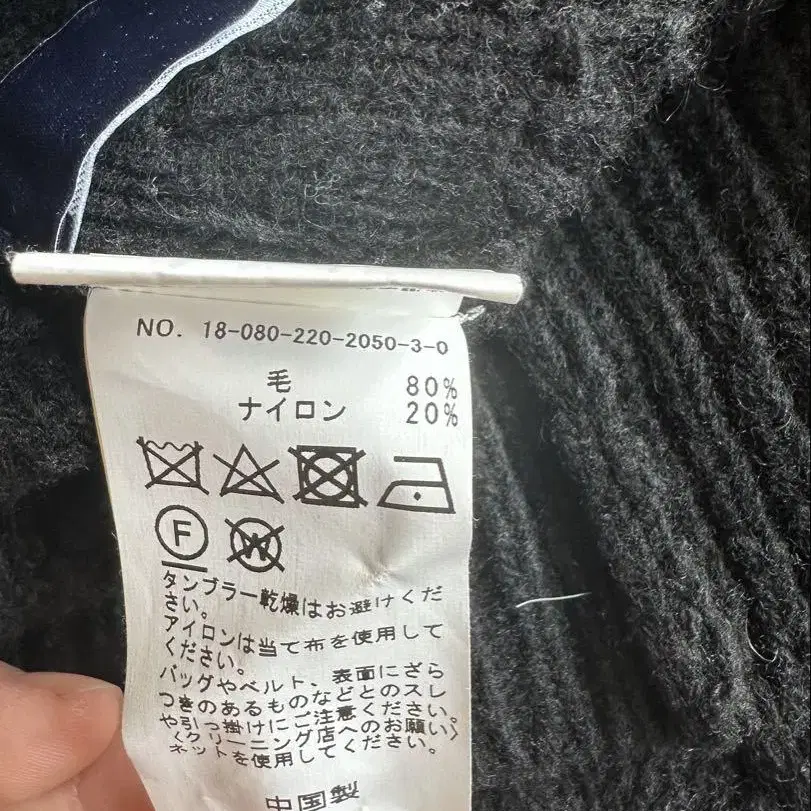 NO. 18-080-220-2050-3-0
毛 80%
ナイロン 20%
F W
タンブラー乾燥はお避けくだ
さい。
アイロンは当て布を使用して
ください。
バッグやベルト、表面にざら
つきのあるものなどとのスレ
や引っ掛けにご注意ください。
〈クリーニング店へのお願い〉
ネットを使用してください。
中国製